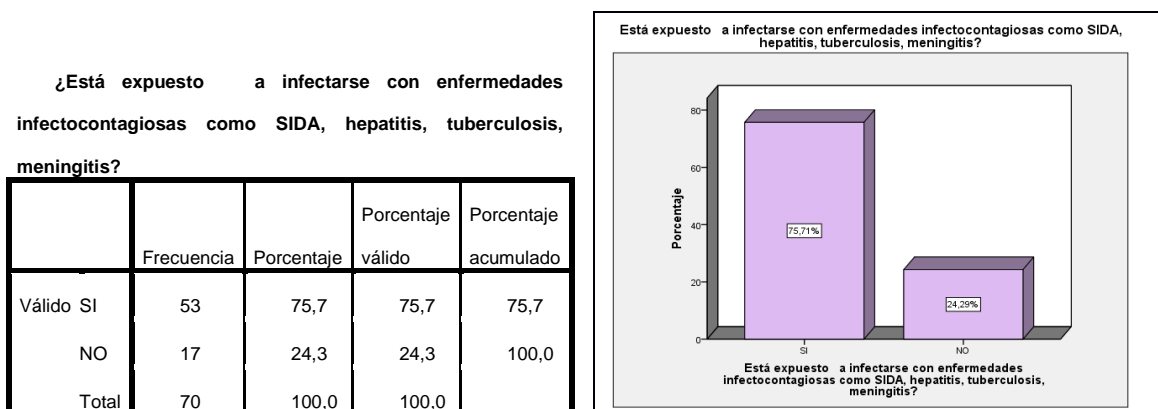 ¿Está expuesto a infectarse con enfermedades
infectocontagiosas como SIDA, hepatitis, tuberculosis,
meningitis?
Frecuencia Porcentaje Porcentaje válido Porcentaje acumulado
Válido SI 53 75,7 75,7 75,7
NO 17 24,3 24,3 100,0
Total 70 100,0 100,0
Está expuesto a infectarse con enfermedades infectocontagiosas como SIDA,
hepatitis, tuberculosis, meningitis?
Porcentaje
80
60
40
20
0
75,71%
24,29%
SI NO
Está expuesto a infectarse con enfermedades
infectocontagiosas como SIDA, hepatitis, tuberculosis,
meningitis?